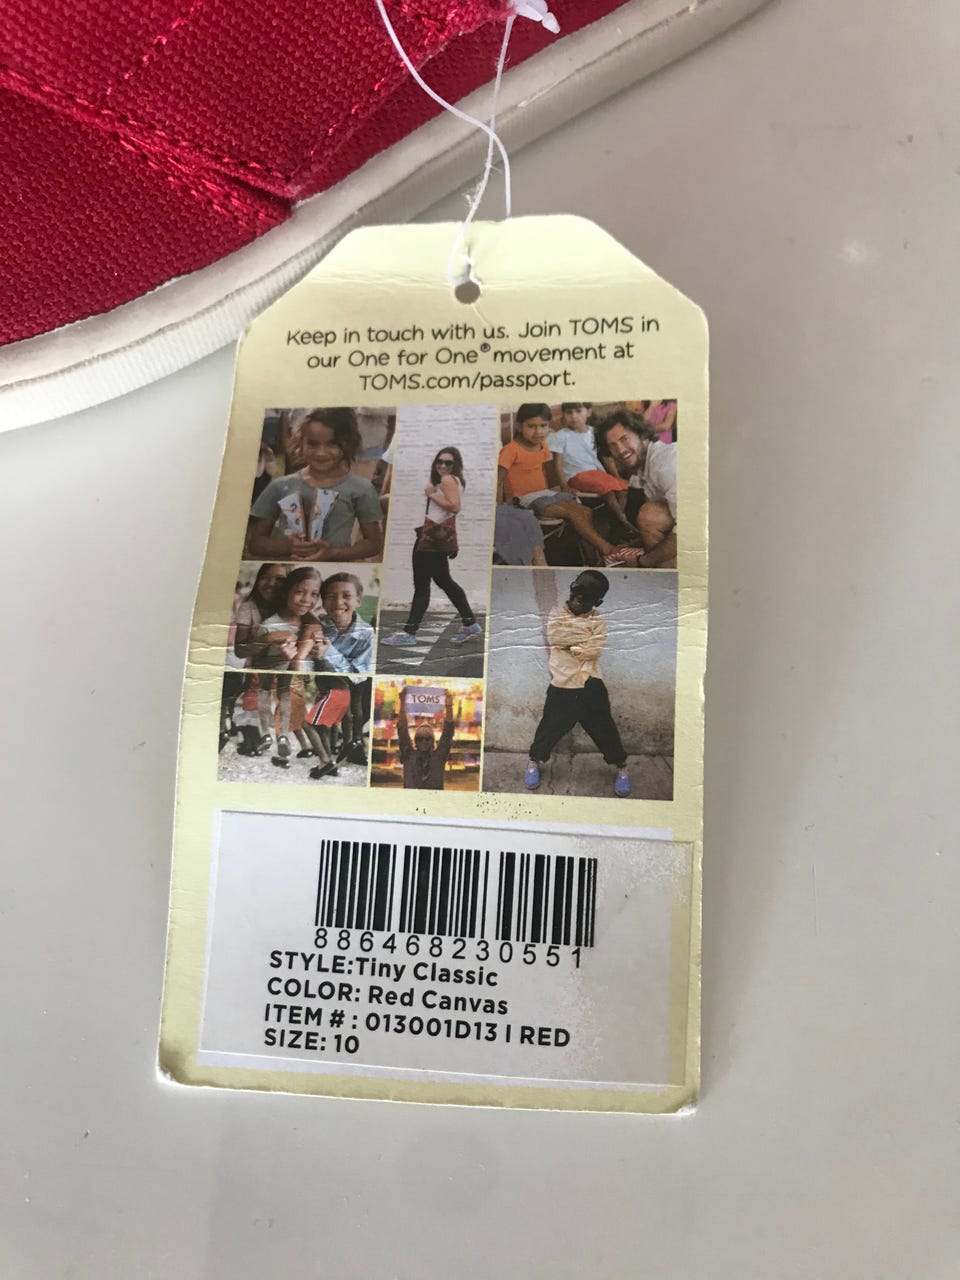 Keep in touch with us. Join TOMS in
our One for One® movement at
TOMS.com/passport.
TOMS
886468230551
STYLE:Tiny Classic
COLOR: Red Canvas
ITEM # : 013001D13 I RED
SIZE: 10